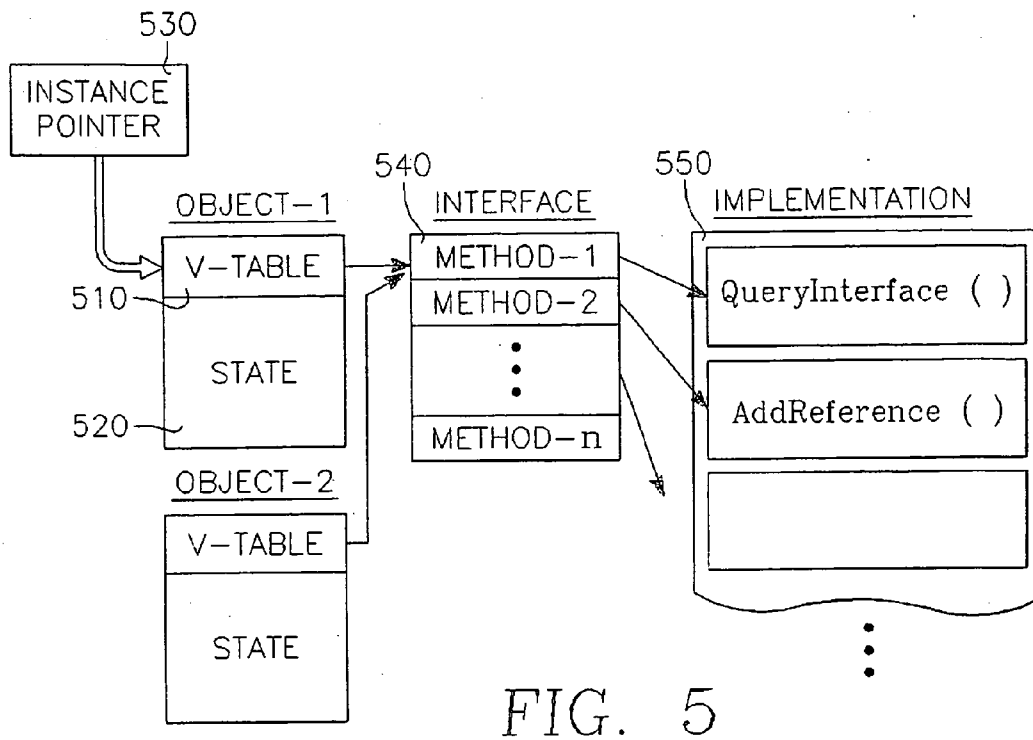 530
INSTANCE
POINTER
OBJECT-1
V-TABLE
510
STATE
520
OBJECT-2
V-TABLE
STATE
540
INTERFACE
METHOD-1
METHOD-2
METHOD-n
550
IMPLEMENTATION
QueryInterface ( )
AddReference ( )
FIG. 5